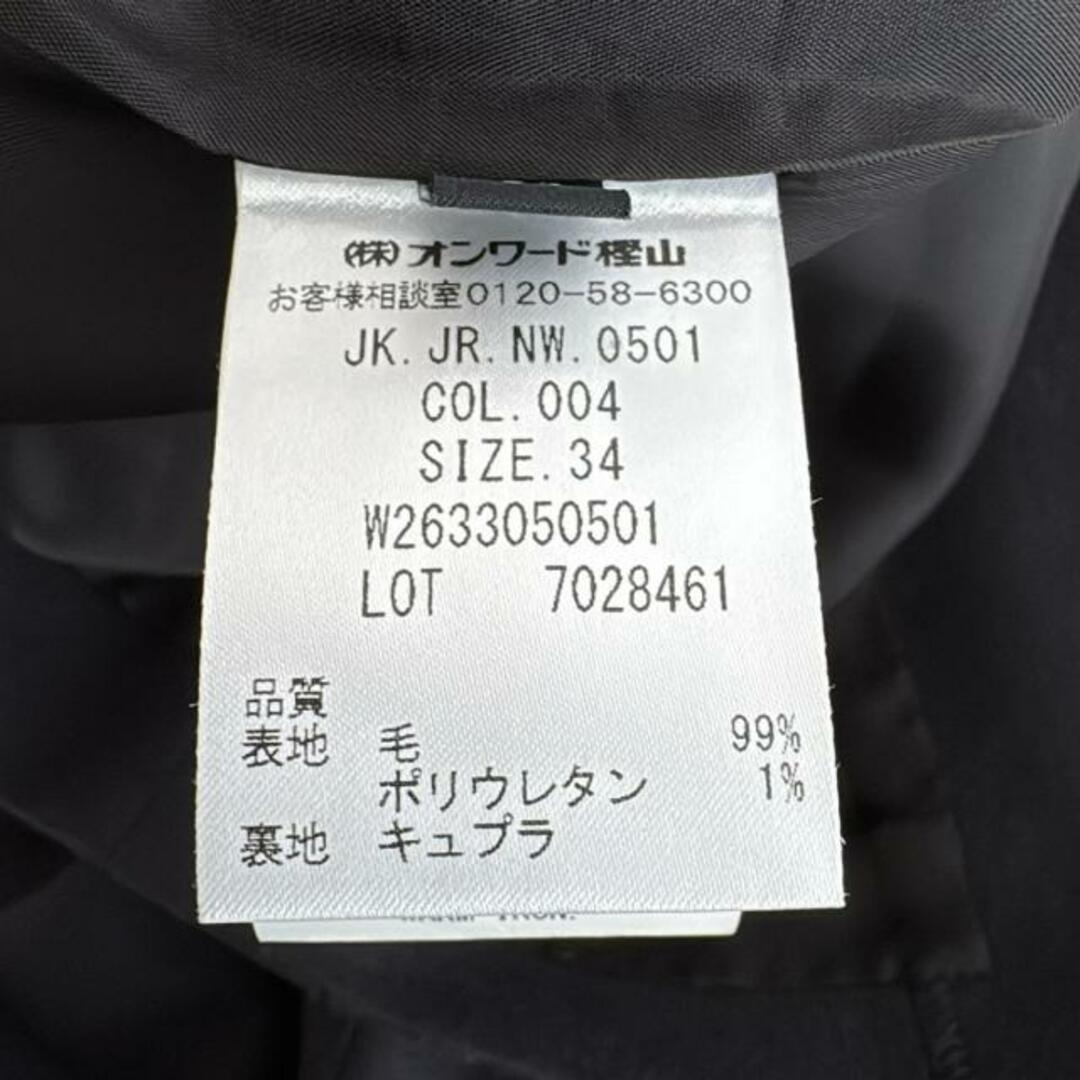 (株)オンワード樫山
お客様相談室0120-58-6300
JK.JR.NW.0501
COL.004
SIZE.34
W2633050501
LOT 7028461
品質
表地 毛 99%
ポリウレタン 1%
裏地 キュプラ